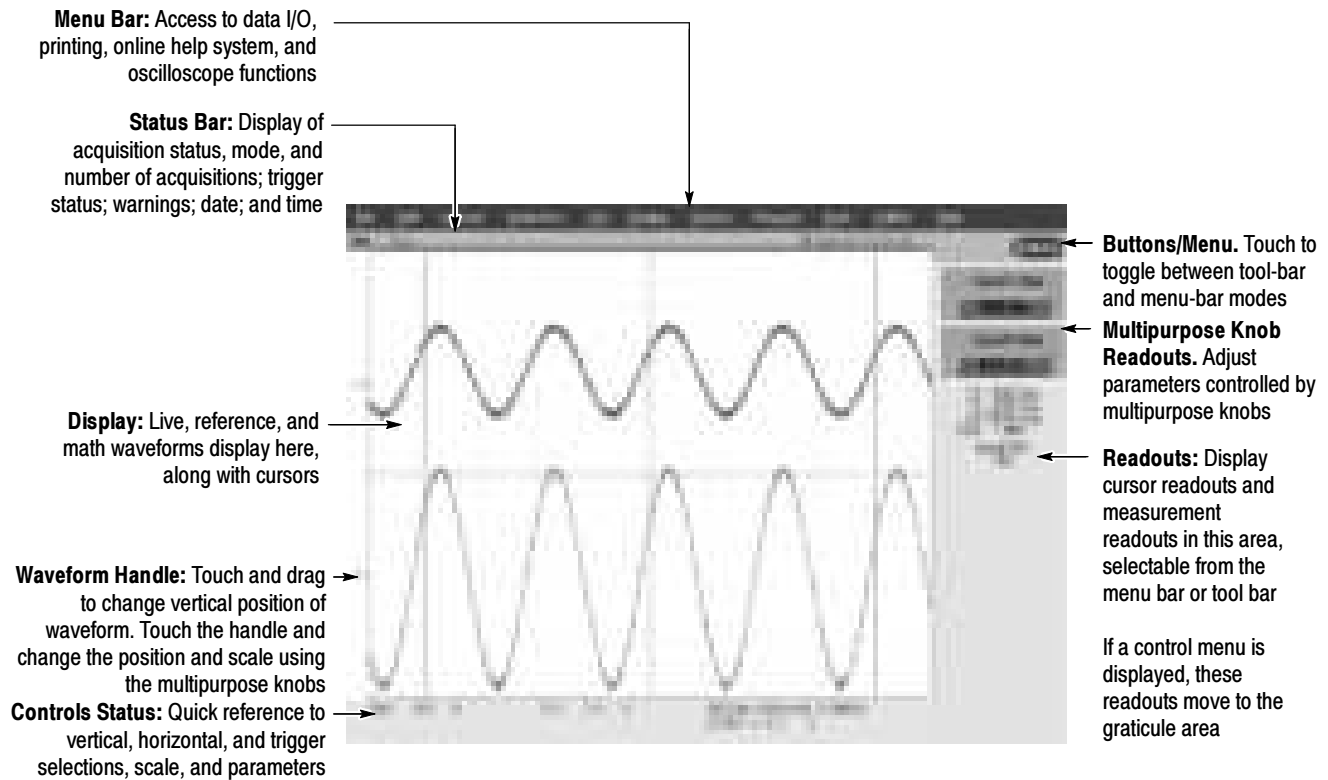 Menu Bar: Access to data I/O,
printing, online help system, and
oscilloscope functions
Status Bar: Display of
acquisition status, mode, and
number of acquisitions; trigger
status; warnings; date; and time
Display: Live, reference, and
math waveforms display here,
along with cursors
Waveform Handle: Touch and drag
to change vertical position of
waveform. Touch the handle and
change the position and scale using
the multipurpose knobs
Controls Status: Quick reference to
vertical, horizontal, and trigger
selections, scale, and parameters
Buttons/Menu. Touch to
toggle between tool-bar
and menu-bar modes
Multipurpose Knob
Readouts. Adjust
parameters controlled by
multipurpose knobs
Readouts: Display
cursor readouts and
measurement
readouts in this area,
selectable from the
menu bar or tool bar
If a control menu is
displayed, these
readouts move to the
graticule area